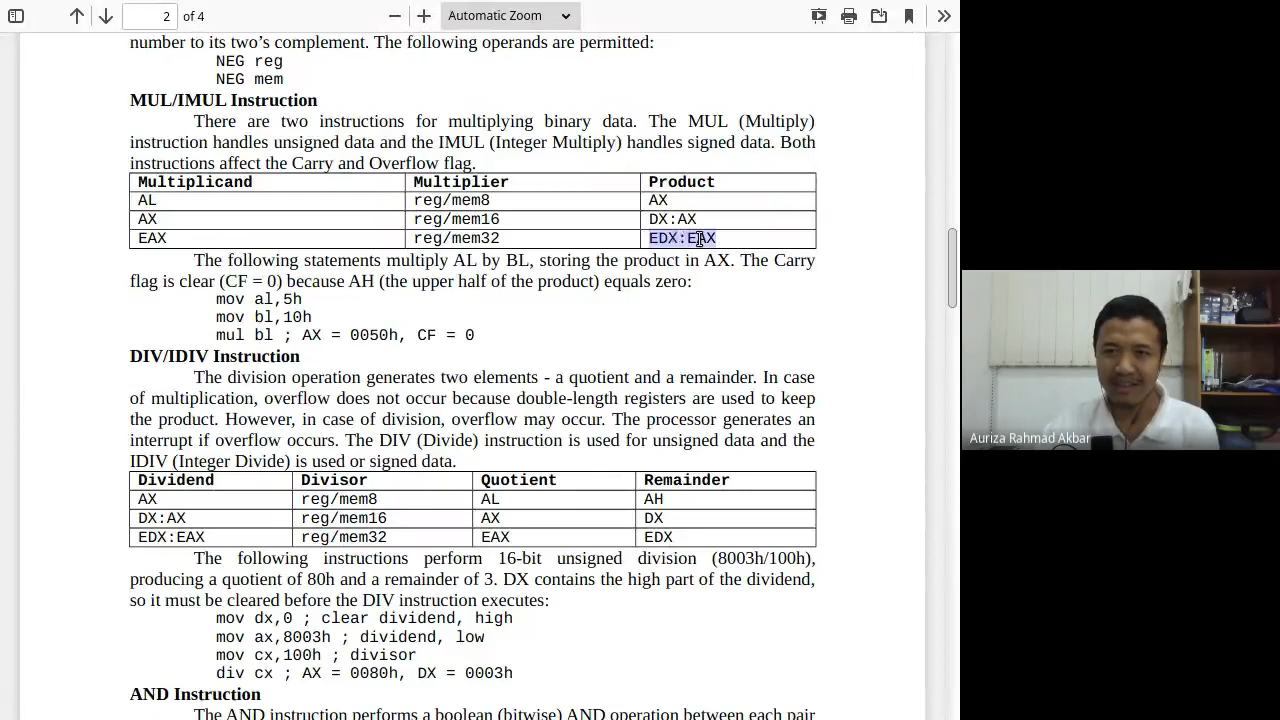 2 of 4 Automatic Zoom
number to its two’s complement. The following operands are permitted:
NEG reg
NEG mem
MUL/IMUL Instruction
There are two instructions for multiplying binary data. The MUL (Multiply)
instruction handles unsigned data and the IMUL (Integer Multiply) handles signed data. Both
instructions affect the Carry and Overflow flag.
Multiplicand Multiplier Product
AL reg/mem8 AX
AX reg/mem16 DX:AX
EAX reg/mem32 EDX:EAX
The following statements multiply AL by BL, storing the product in AX. The Carry
flag is clear (CF = 0) because AH (the upper half of the product) equals zero:
mov al,5h
mov bl,10h
mul bl ; AX = 0050h, CF = 0
DIV/IDIV Instruction
The division operation generates two elements - a quotient and a remainder. In case
of multiplication, overflow does not occur because double-length registers are used to keep
the product. However, in case of division, overflow may occur. The processor generates an
interrupt if overflow occurs. The DIV (Divide) instruction is used for unsigned data and the
IDIV (Integer Divide) is used or signed data.
Dividend Divisor Quotient Remainder
AX reg/mem8 AL AH
DX:AX reg/mem16 AX DX
EDX:EAX reg/mem32 EAX EDX
The following instructions perform 16-bit unsigned division (8003h/100h),
producing a quotient of 80h and a remainder of 3. DX contains the high part of the dividend,
so it must be cleared before the DIV instruction executes:
mov dx,0 ; clear dividend, high
mov ax,8003h ; dividend, low
mov cx,100h ; divisor
div cx ; AX = 0080h, DX = 0003h
AND Instruction
The AND instruction performs a boolean (bitwise) AND operation between each pair
Auriza Rahmad Akbar